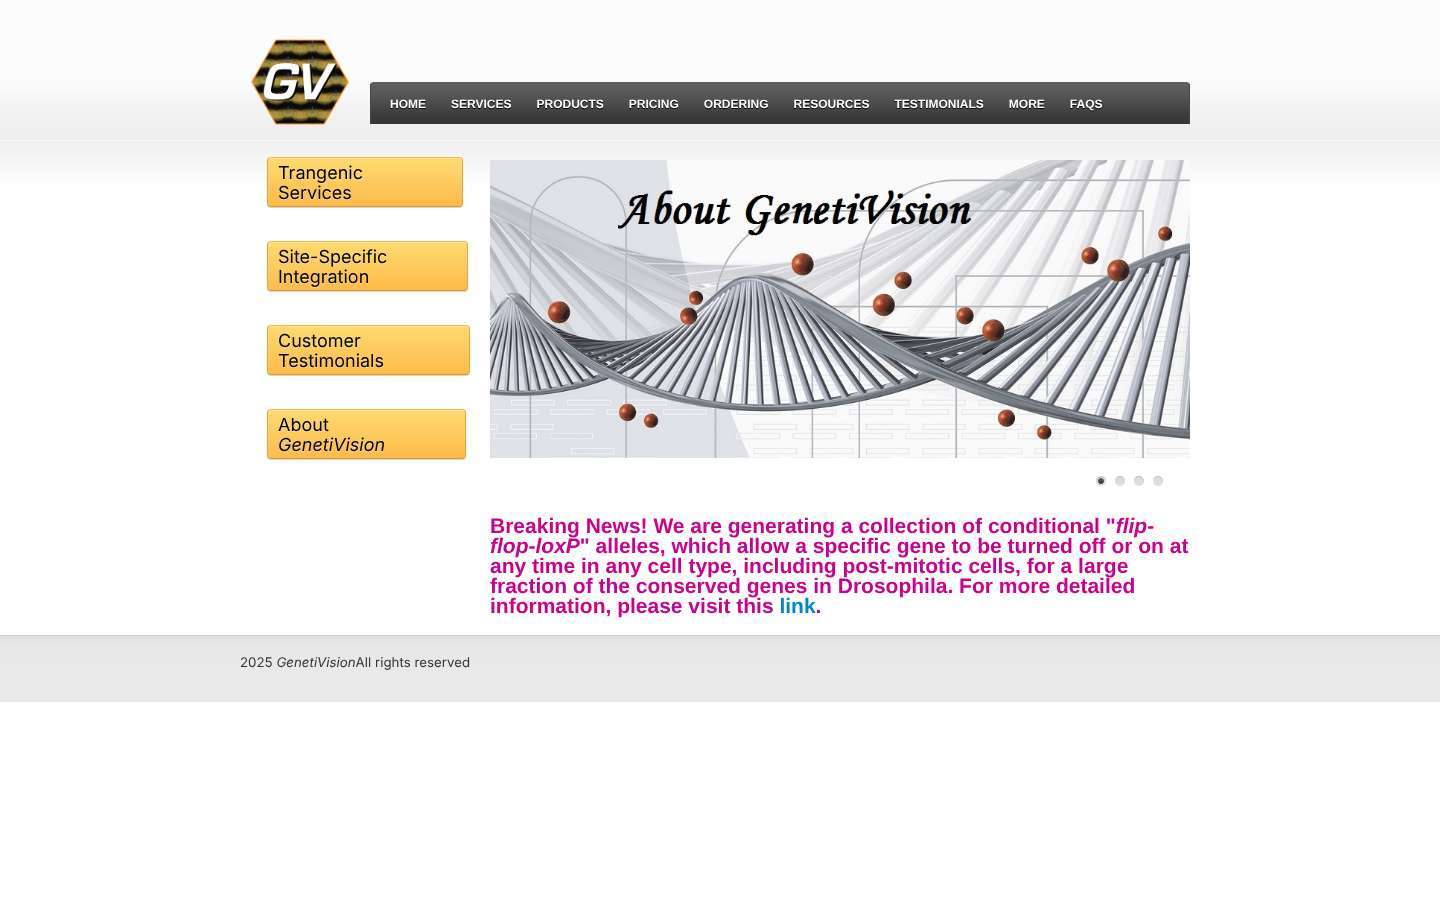 GV
HOME SERVICES PRODUCTS PRICING ORDERING RESOURCES TESTIMONIALS MORE FAQS
Trangenic
Services
Site-Specific
Integration
Customer
Testimonials
About
GenetiVision
About GenetiVision
Breaking News! We are generating a collection of conditional "flip-
flop-loxP" alleles, which allow a specific gene to be turned off or on at
any time in any cell type, including post-mitotic cells, for a large
fraction of the conserved genes in Drosophila. For more detailed
information, please visit this link.
2025 GenetiVisionAll rights reserved